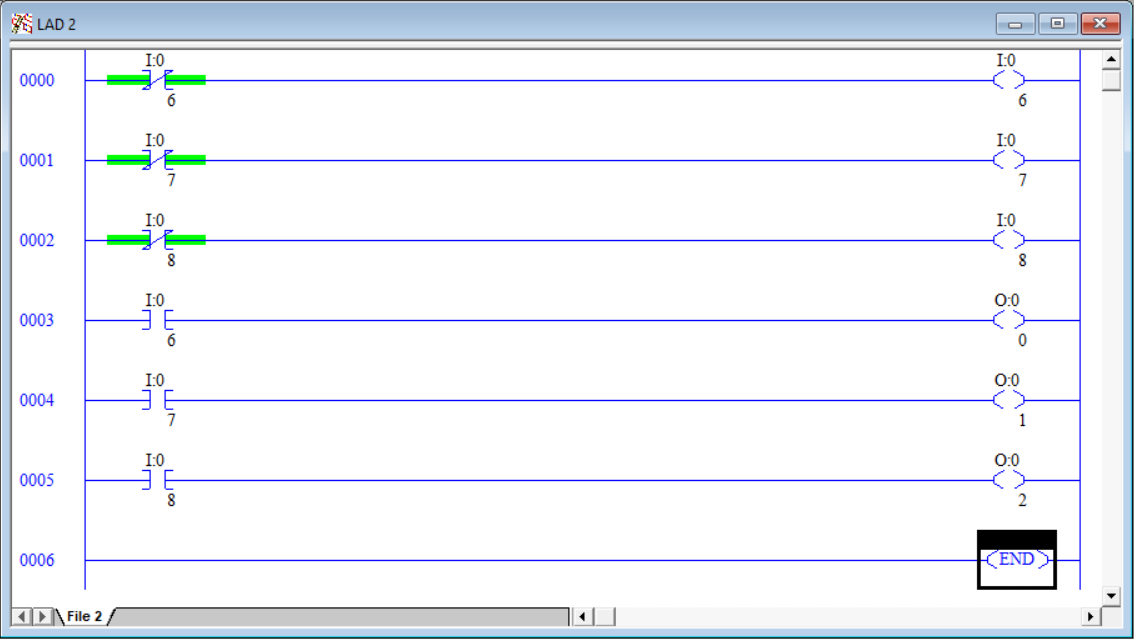 LAD 2
I:0 I:0
0000
6 6
I:0 I:0
0001
7 7
I:0 I:0
0002
8 8
I:0 O:0
0003
6 0
I:0 O:0
0004
7 1
I:0 O:0
0005
8 2
0006 END
File 2